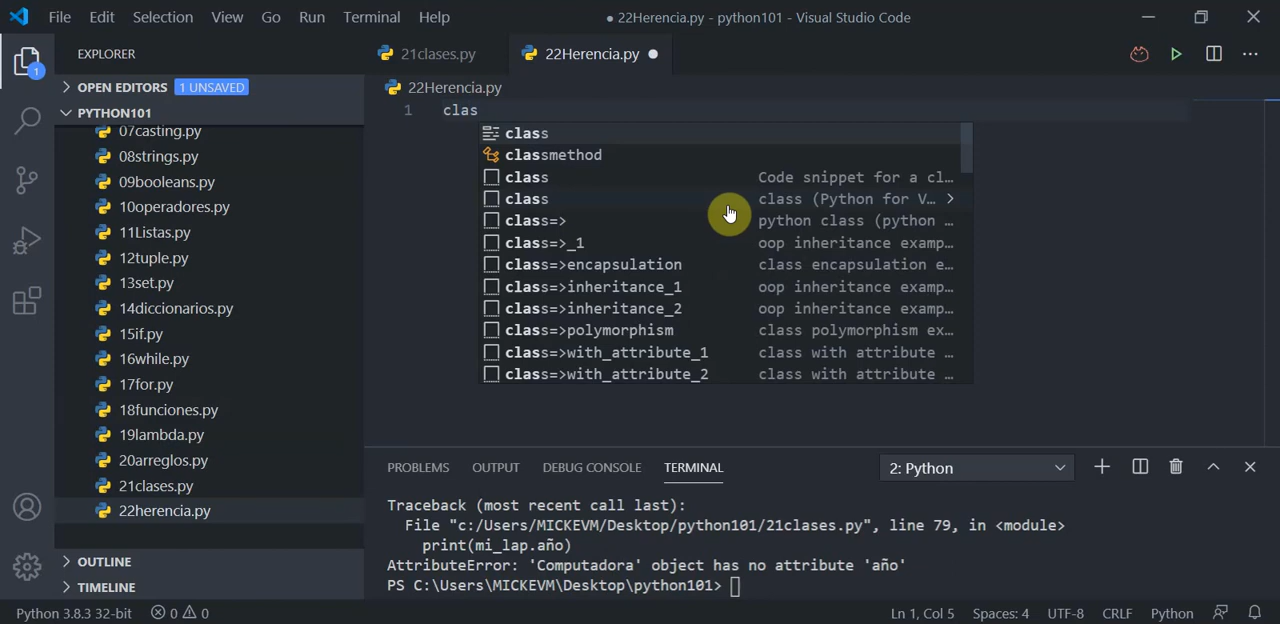 File Edit Selection View Go Run Terminal Help ● 22Herencia.py - python101 - Visual Studio Code
EXPLORER
21clases.py 22Herencia.py
1
OPEN EDITORS 1 UNSAVED
22Herencia.py
PYTHON101
1 clas
07casting.py
08strings.py
09booleans.py
10operadores.py
11Listas.py
12tuple.py
13set.py
14diccionarios.py
15if.py
16while.py
17for.py
18funciones.py
19lambda.py
20arreglos.py
21clases.py
22herencia.py
OUTLINE
TIMELINE
class
classmethod
class Code snippet for a cl…
class class (Python for V… >
class=> python class (python …
class=>_1 oop inheritance examp…
class=>encapsulation class encapsulation e…
class=>inheritance_1 oop inheritance examp…
class=>inheritance_2 oop inheritance examp…
class=>polymorphism class polymorphism ex…
class=>with_attribute_1 class with attribute …
class=>with_attribute_2 class with attribute …
PROBLEMS OUTPUT DEBUG CONSOLE TERMINAL 2: Python
Traceback (most recent call last):
File "c:/Users/MICKEVM/Desktop/python101/21clases.py", line 79, in <module>
print(mi_lap.año)
AttributeError: 'Computadora' object has no attribute 'año'
PS C:\Users\MICKEVM\Desktop\python101>
Python 3.8.3 32-bit 0 0 Ln 1, Col 5 Spaces: 4 UTF-8 CRLF Python